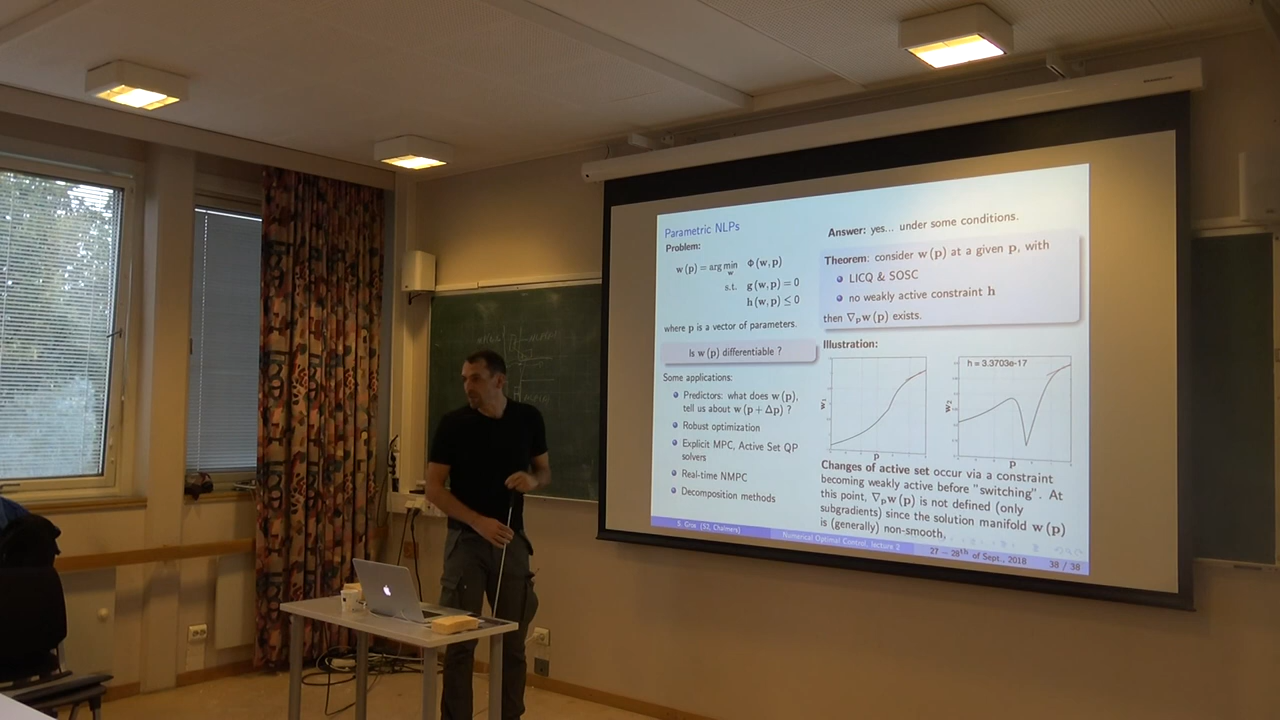 Parametric NLPs
Problem:
w (p) = arg min Φ (w, p)
w
s.t. g (w, p) = 0
h (w, p) ≤ 0
where p is a vector of parameters.
Is w (p) differentiable ?
Some applications:
Predictors: what does w (p),
tell us about w (p + Δp) ?
Robust optimization
Explicit MPC, Active Set QP
solvers
Real-time NMPC
Decomposition methods
Answer: yes... under some conditions.
Theorem: consider w (p) at a given p, with
LICQ & SOSC
no weakly active constraint h
then ∇ₚw (p) exists.
Illustration:
w₁
p
h = 3.3703e-17
w₂
p
Changes of active set occur via a constraint
becoming weakly active before "switching". At
this point, ∇ₚw (p) is not defined (only
subgradients) since the solution manifold w (p)
is (generally) non-smooth,
S. Gros (S2, Chalmers)
Numerical Optimal Control, lecture 2
27 – 28th of Sept., 2018
38 / 38